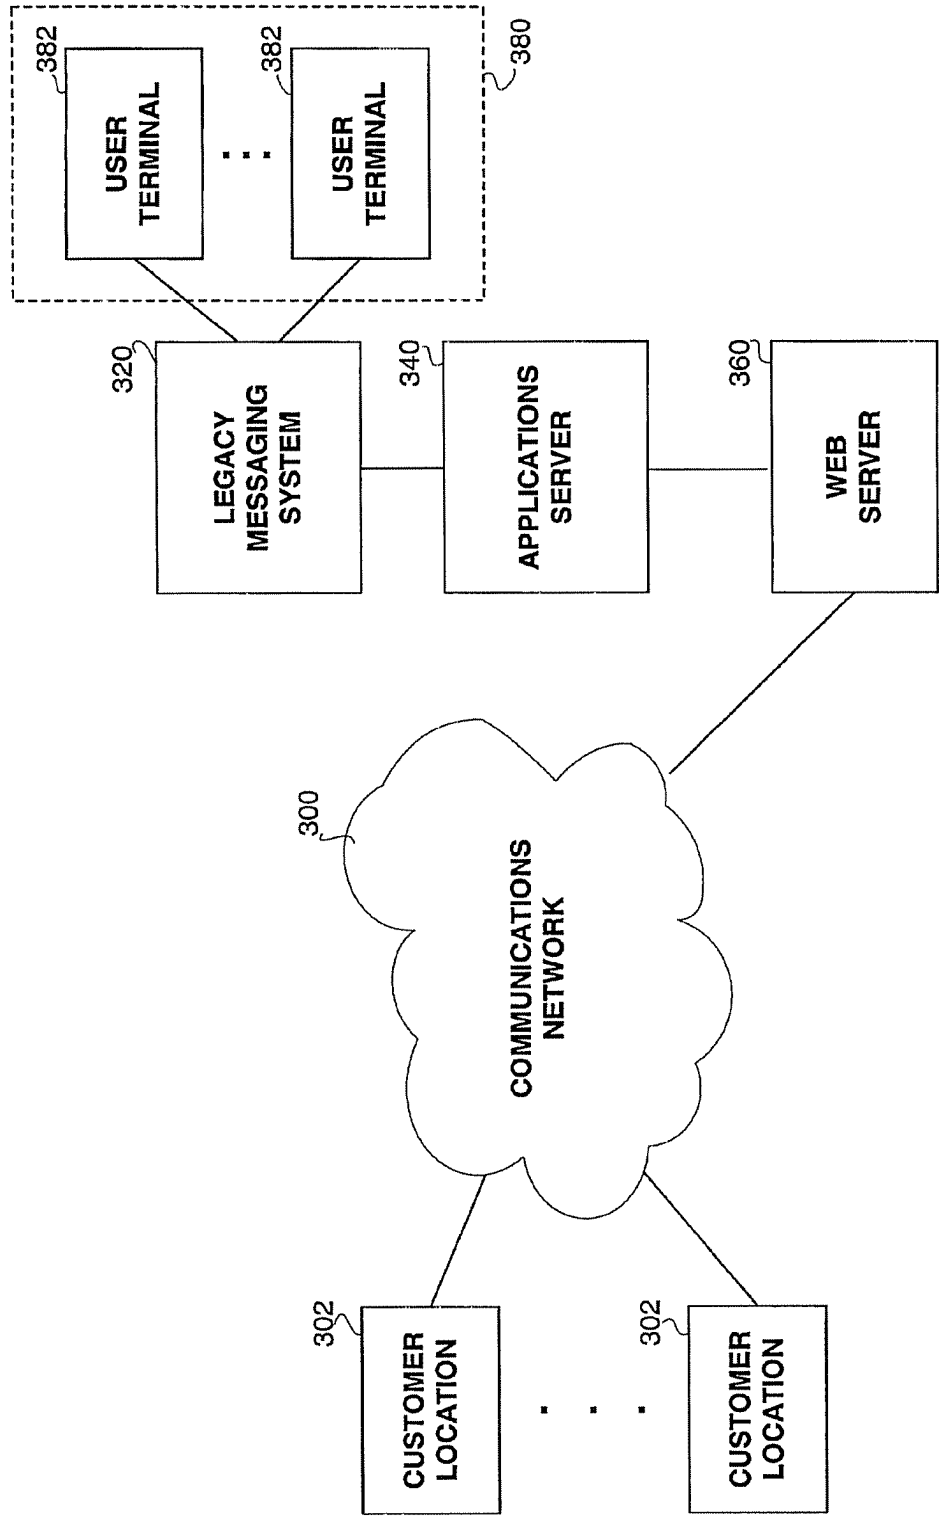 382
USER
TERMINAL
382
USER
TERMINAL
380
320
LEGACY
MESSAGING
SYSTEM
340
APPLICATIONS
SERVER
360
WEB
SERVER
300
COMMUNICATIONS
NETWORK
302
CUSTOMER
LOCATION
302
CUSTOMER
LOCATION